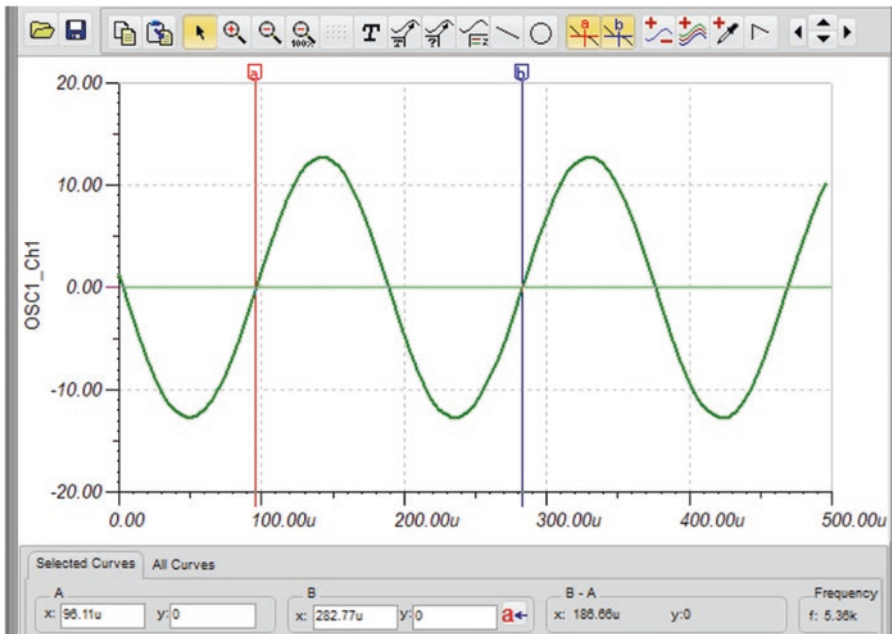 100%
T
a
b
a
b
20.00
10.00
0.00
-10.00
-20.00
OSC1_Ch1
0.00
100.00u
200.00u
300.00u
400.00u
500.00u
Selected Curves
All Curves
A
x: 96.11u
y: 0
B
x: 282.77u
y: 0
a
B - A
x: 186.66u
y:0
Frequency
f: 5.36k